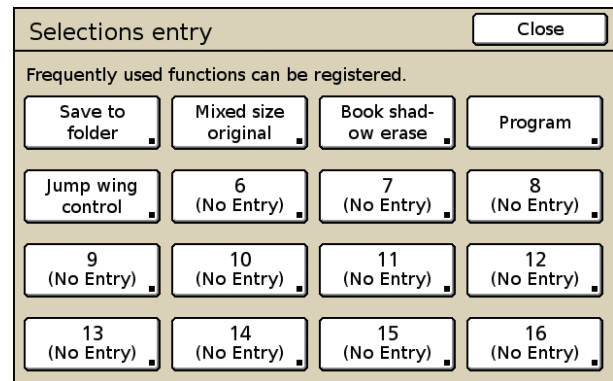 Selections entry
Close
Frequently used functions can be registered.
Save to
folder
Mixed size
original
Book shad-
ow erase
Program
Jump wing
control
6
(No Entry)
7
(No Entry)
8
(No Entry)
9
(No Entry)
10
(No Entry)
11
(No Entry)
12
(No Entry)
13
(No Entry)
14
(No Entry)
15
(No Entry)
16
(No Entry)